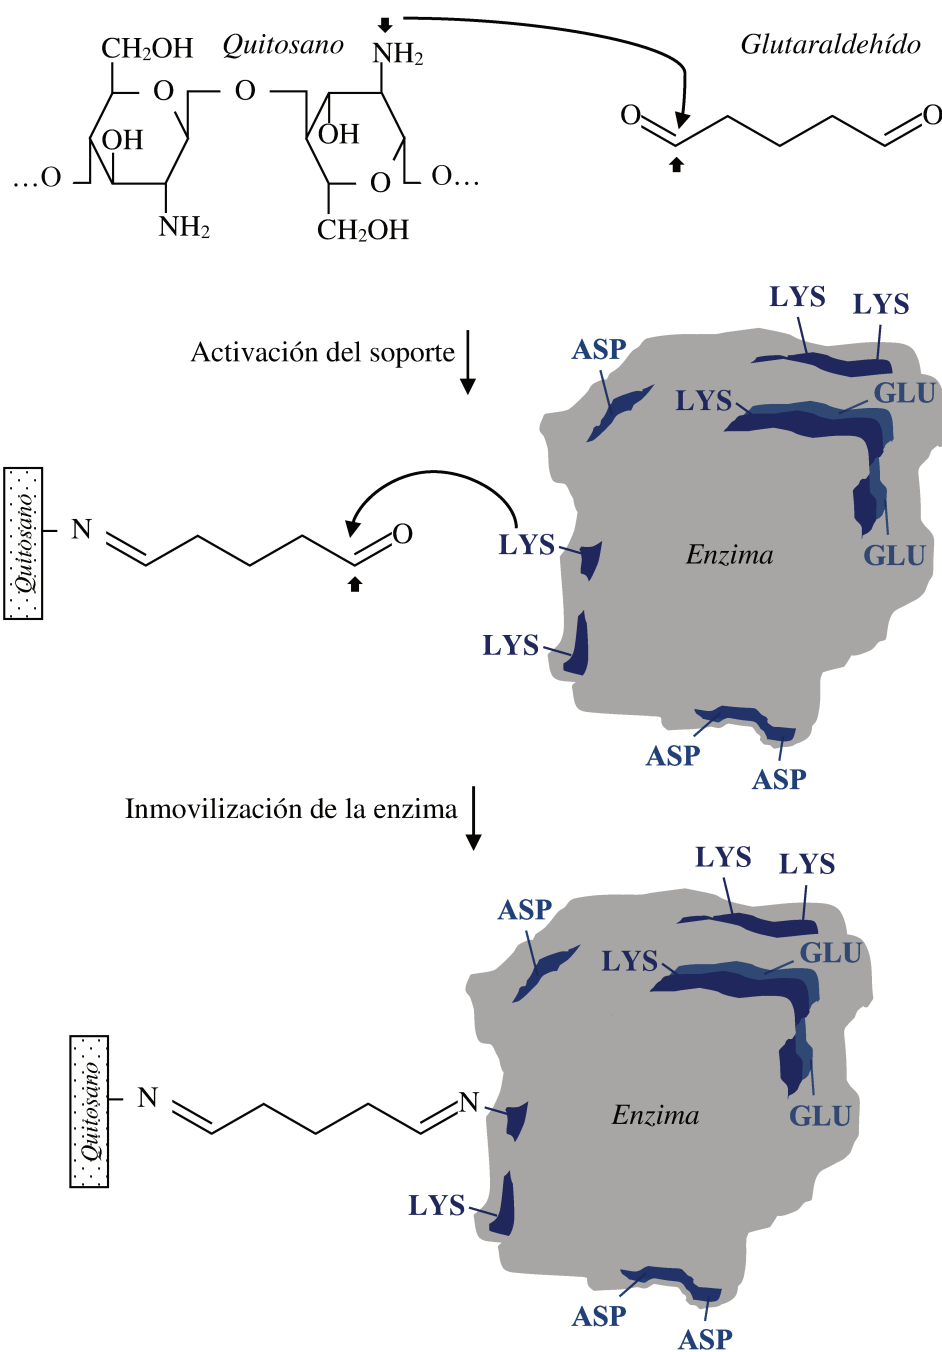 CH₂OH
Quitosano
NH₂
Glutaraldehído
O
O
OH
OH
O
O
...O
O
O...
NH₂
CH₂OH
LYS
LYS
Activación del soporte
ASP
LYS
GLU
Quitosano
N
O
LYS
Enzima
GLU
LYS
ASP
ASP
Inmovilización de la enzima
LYS
LYS
ASP
LYS
GLU
Quitosano
N
N
Enzima
GLU
LYS
ASP
ASP